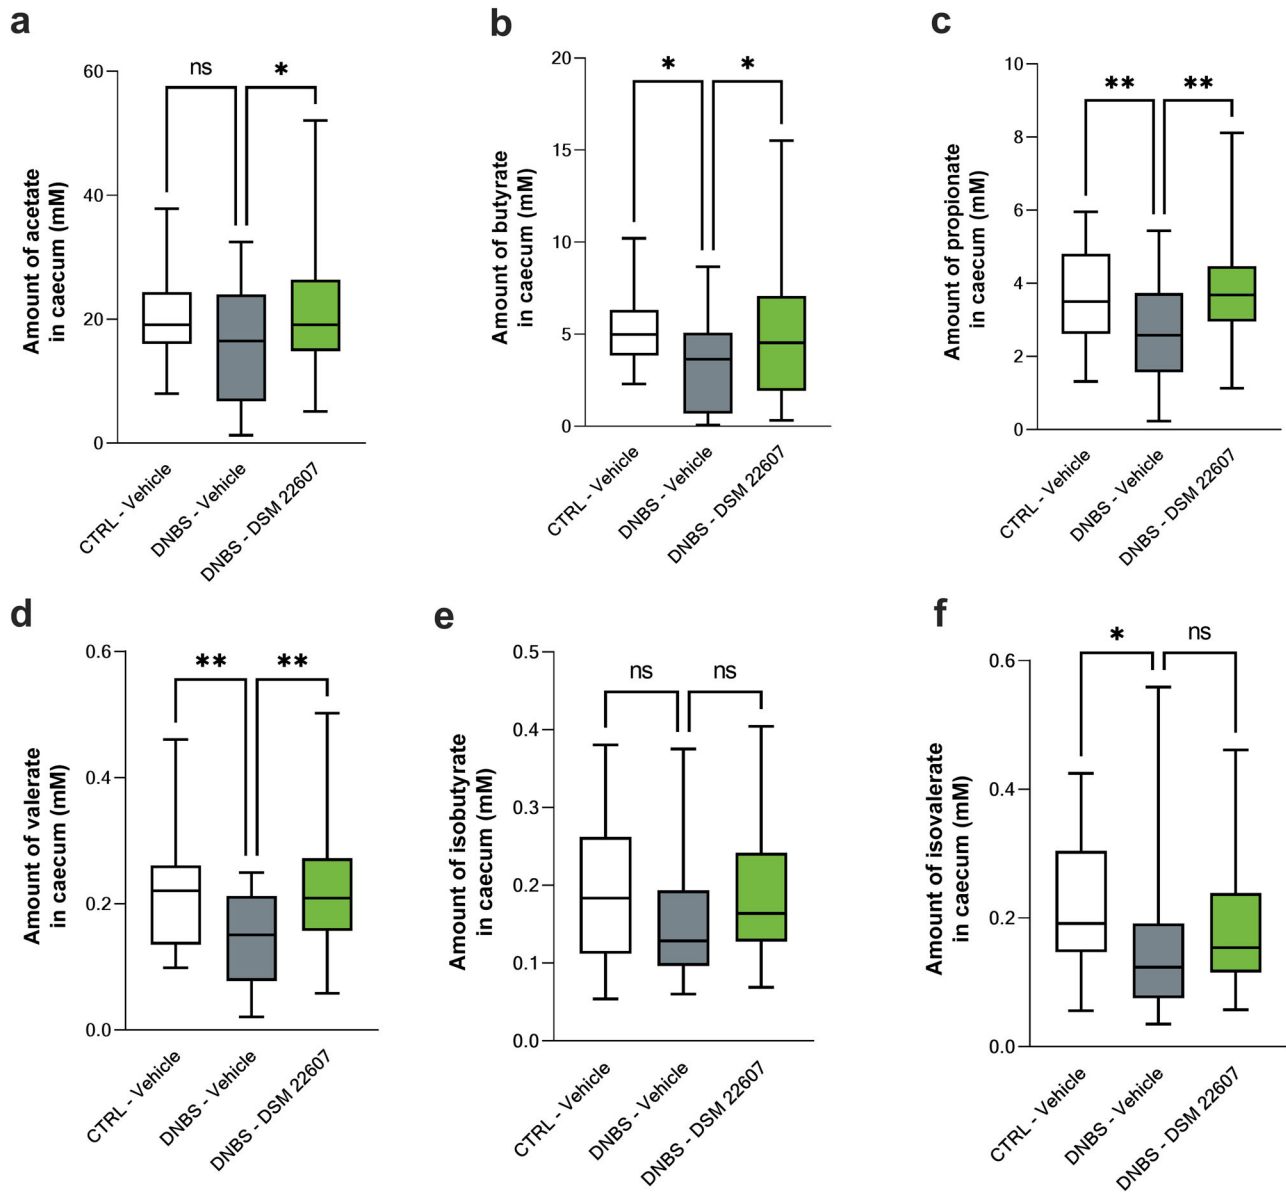 a
Amount of acetate
in caecum (mM)
60
40
20
0
ns
*
CTRL - Vehicle
DNBS - Vehicle
DNBS - DSM 22607
b
Amount of butyrate
in caecum (mM)
20
15
10
5
0
*
*
CTRL - Vehicle
DNBS - Vehicle
DNBS - DSM 22607
c
Amount of propionate
in caecum (mM)
10
8
6
4
2
0
**
**
CTRL - Vehicle
DNBS - Vehicle
DNBS - DSM 22607
d
Amount of valerate
in caecum (mM)
0.6
0.4
0.2
0.0
**
**
CTRL - Vehicle
DNBS - Vehicle
DNBS - DSM 22607
e
Amount of isobutyrate
in caecum (mM)
0.5
0.4
0.3
0.2
0.1
0.0
ns
ns
CTRL - Vehicle
DNBS - Vehicle
DNBS - DSM 22607
f
Amount of isovalerate
in caecum (mM)
0.6
0.4
0.2
0.0
*
ns
CTRL - Vehicle
DNBS - Vehicle
DNBS - DSM 22607